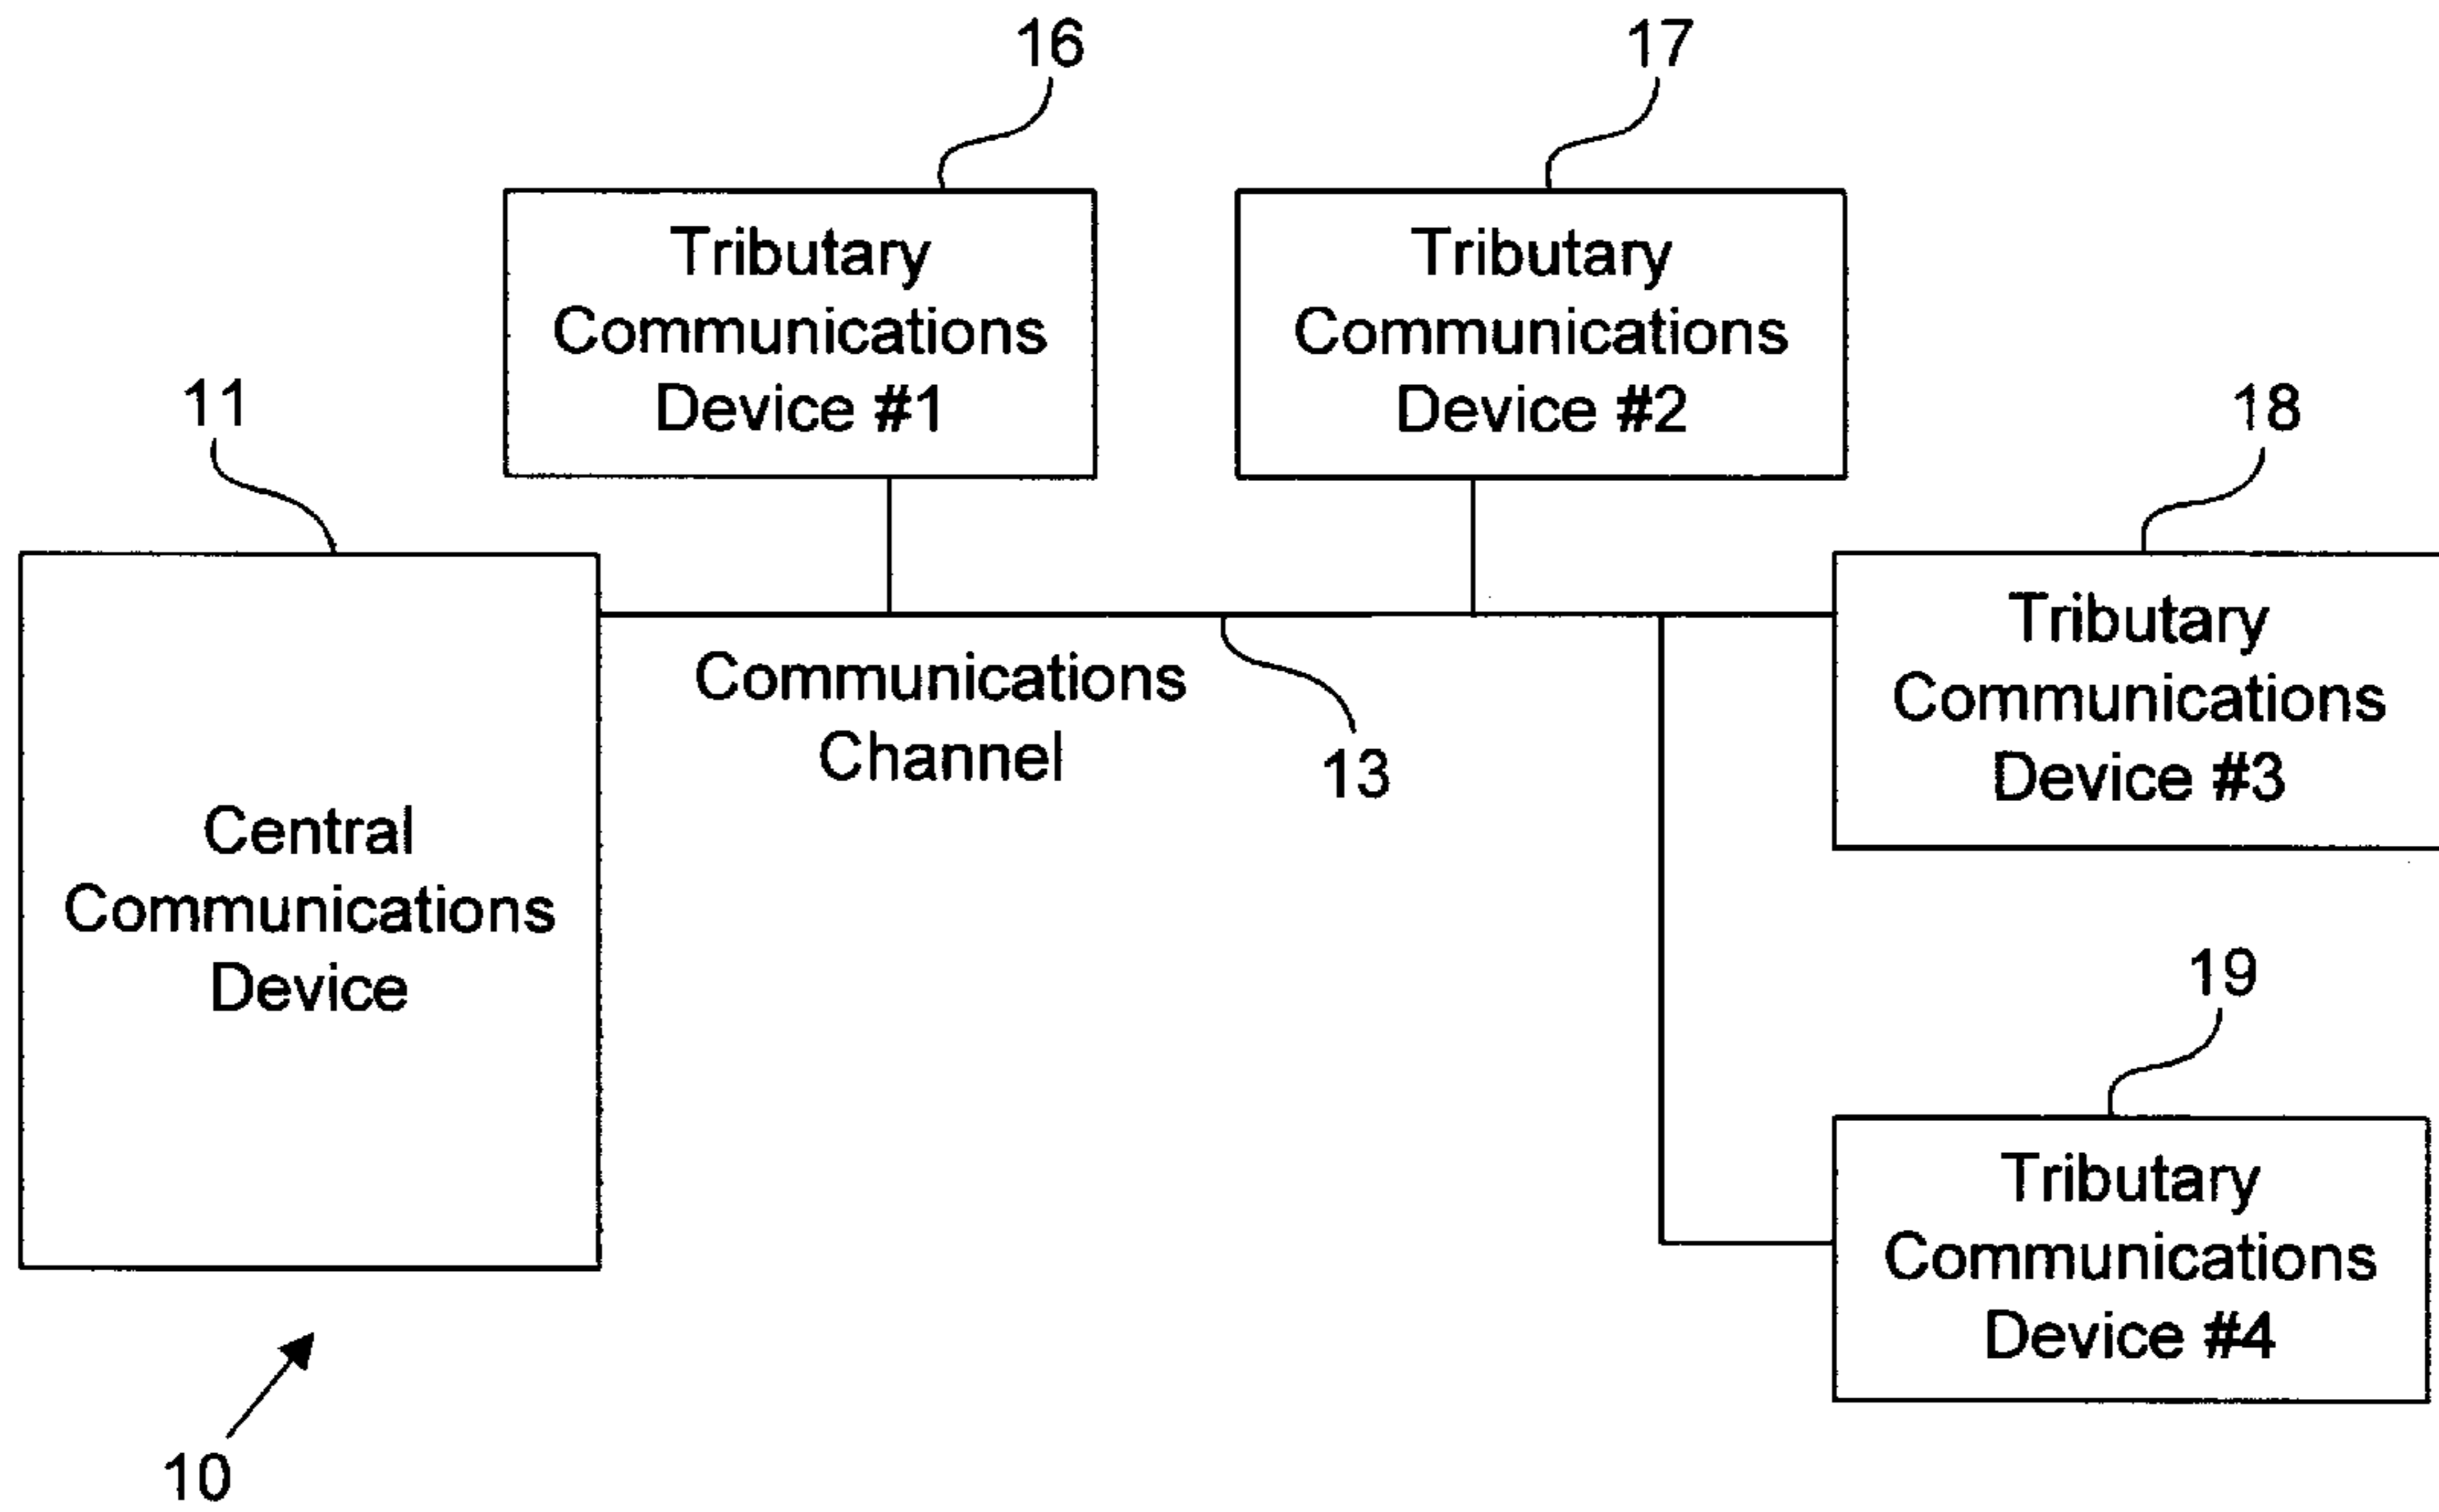 16
17
Tributary
Communications
Device #1
Tributary
Communications
Device #2
11
18
Central
Communications
Device
Communications
Channel
13
Tributary
Communications
Device #3
19
Tributary
Communications
Device #4
10